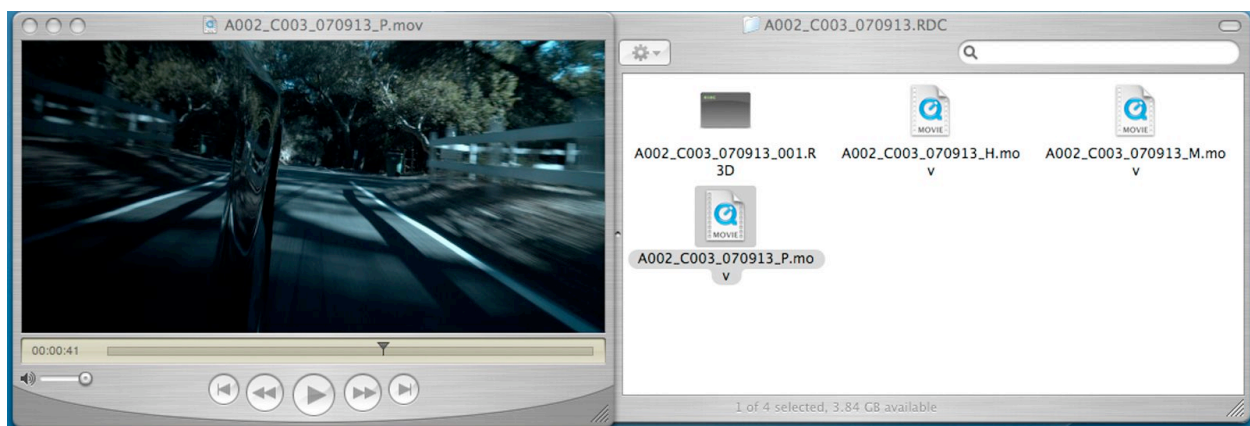 A002_C003_070913_P.mov
00:00:41
A002_C003_070913.RDC
A002_C003_070913_001.R
3D
A002_C003_070913_H.mo
v
A002_C003_070913_M.mo
v
MOVIE
MOVIE
MOVIE
A002_C003_070913_P.mo
v
1 of 4 selected, 3.84 GB available